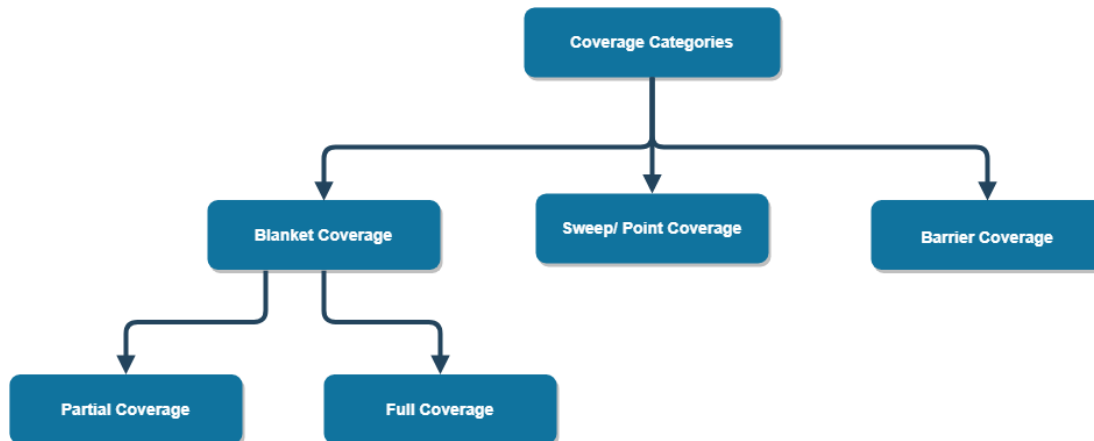 Coverage Categories
Blanket Coverage
Sweep/ Point Coverage
Barrier Coverage
Partial Coverage
Full Coverage